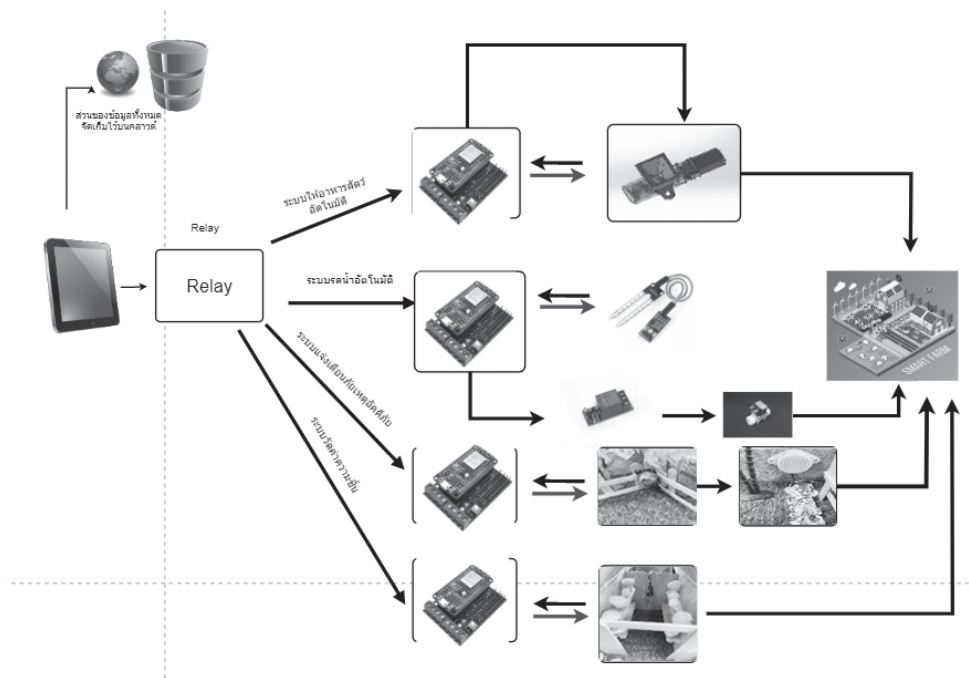 ส่วนของข้อมูลทั้งหมด
จัดเก็บไว้บนคลาวด์
ระบบให้อาหารสัตว์
อัตโนมัติ
Relay
Relay
ระบบรดน้ำอัตโนมัติ
ระบบแจ้งเตือนภัยเหตุอัคคีภัย
ระบบวัดค่าความชื้น
SMART FARM